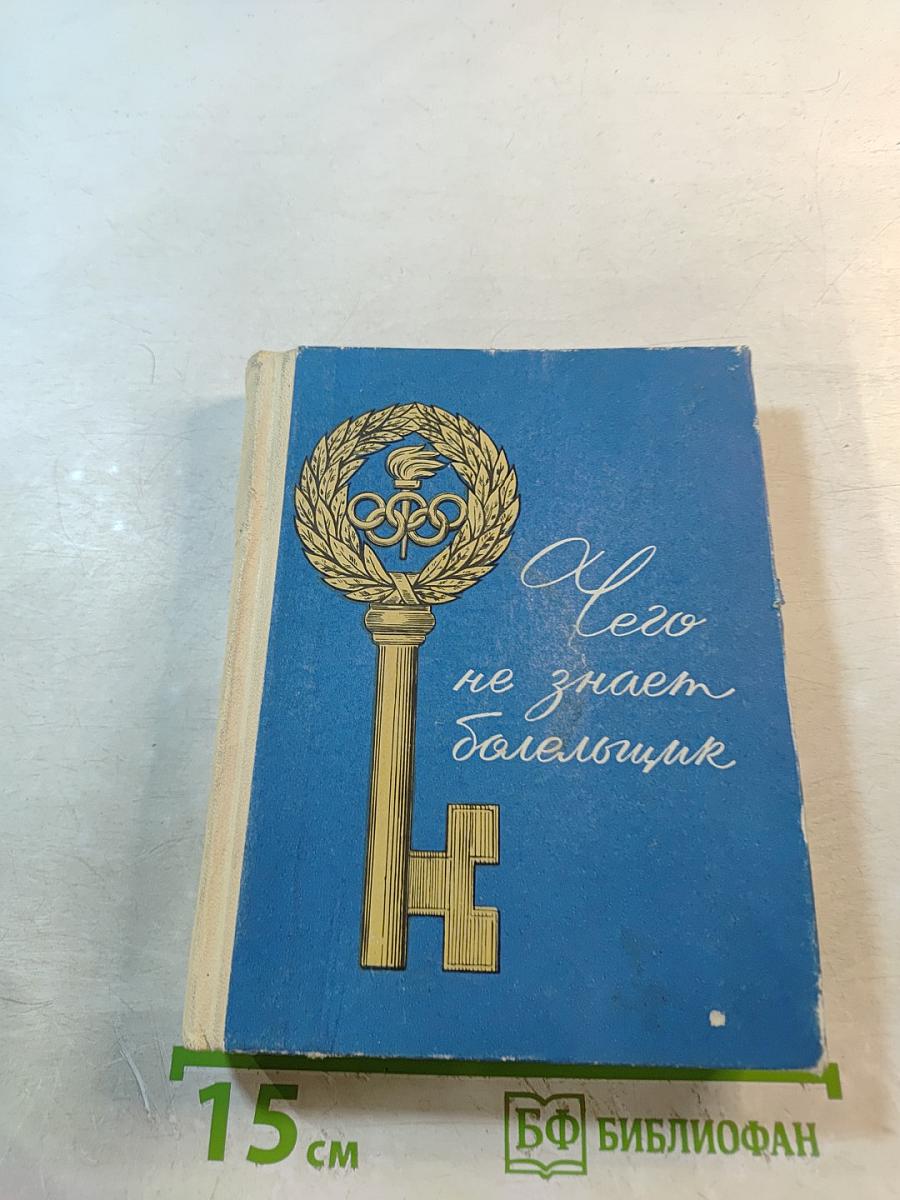 Чего
не знает
болельщик
15 см
БФ БИБЛИОФАН